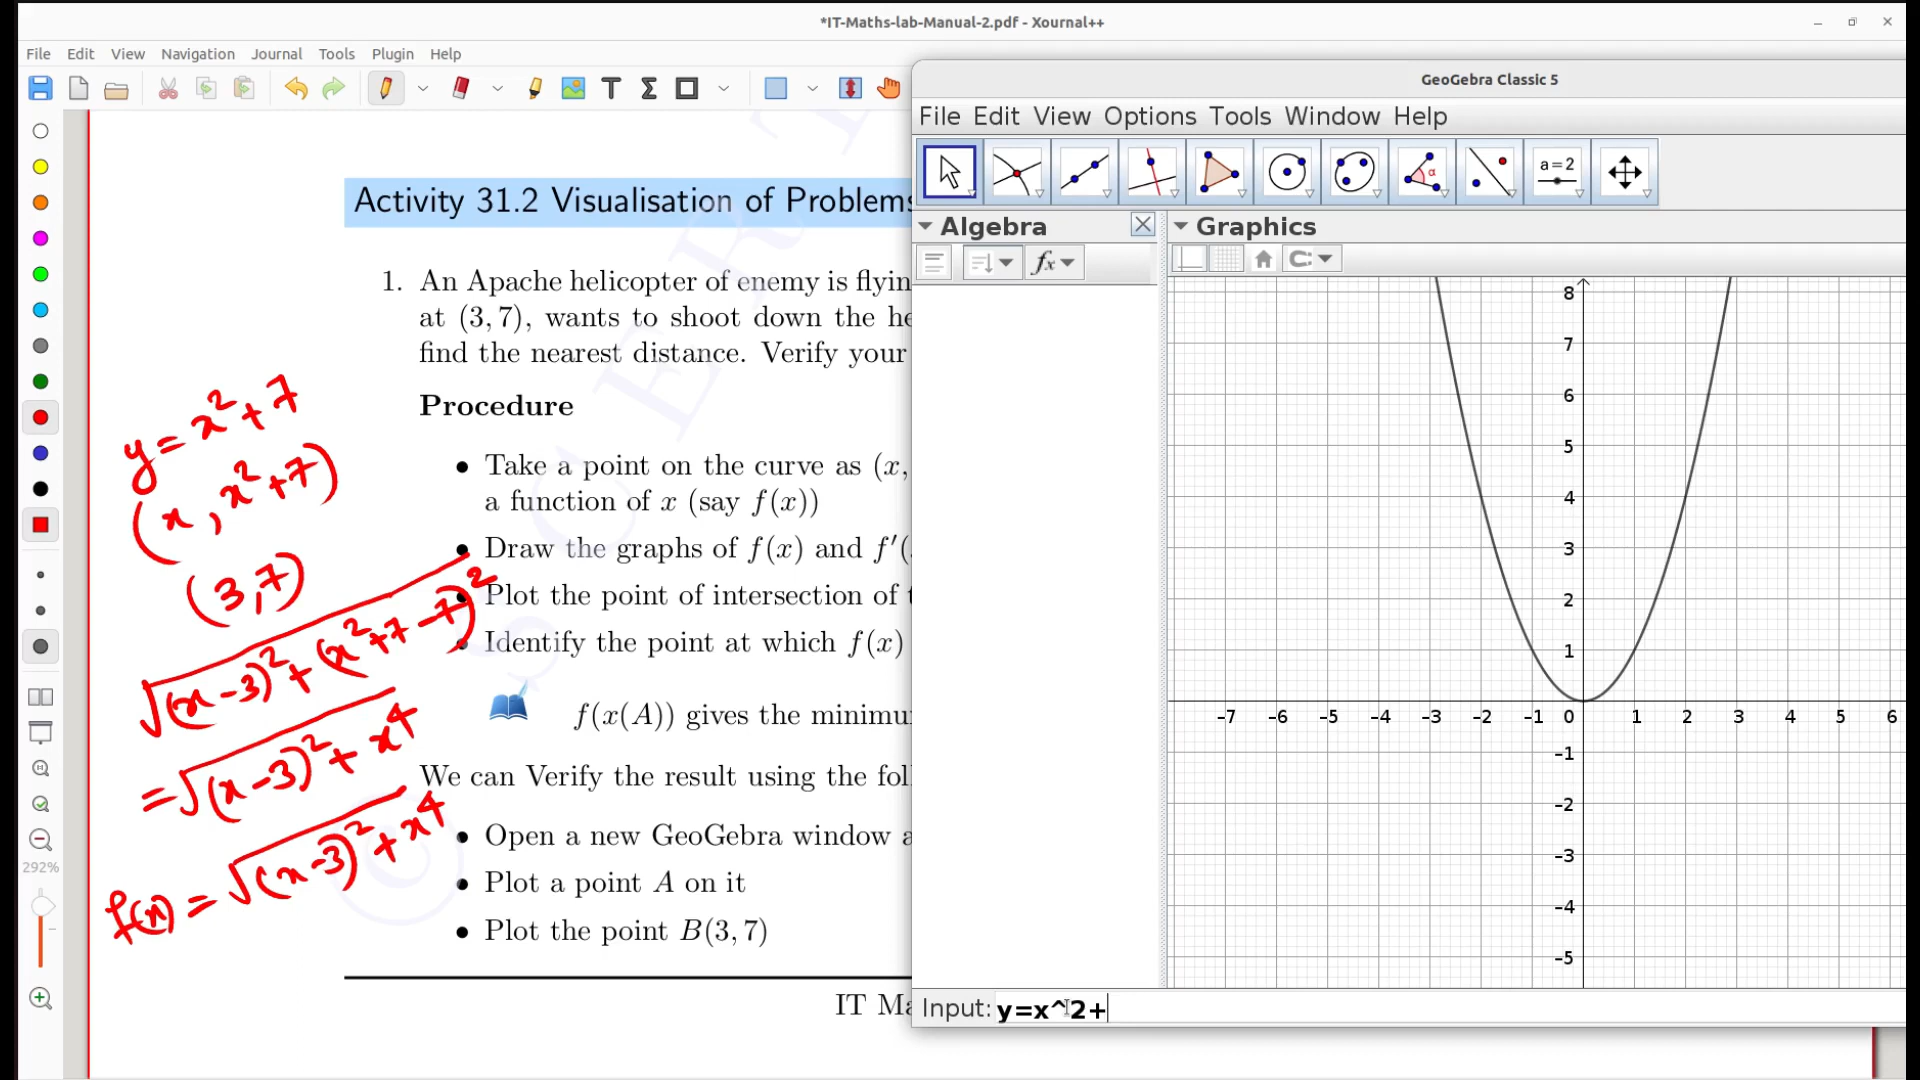 *IT-Maths-lab-Manual-2.pdf - Xournal++
File Edit View Navigation Journal Tools Plugin Help
GeoGebra Classic 5
File Edit View Options Tools Window Help
a=2
Algebra
Graphics
Activity 31.2 Visualisation of Problems
1. An Apache helicopter of enemy is flyin
at (3, 7), wants to shoot down the he
find the nearest distance. Verify your
Procedure
• Take a point on the curve as (x,
a function of x (say f(x))
• Draw the graphs of f(x) and f′(
Plot the point of intersection of t
• Identify the point at which f(x)
f(x(A)) gives the minimu
We can Verify the result using the fol
• Open a new GeoGebra window a
• Plot a point A on it
• Plot the point B(3, 7)
IT Ma
y = x² + 7
(x, x²+7)
(3,7)
√(x-3)² + (x²+7-7)²
= √(x-3)² + x⁴
f(x) = √(x-3)² + x⁴
292%
8
7
6
5
4
3
2
1
-7 -6 -5 -4 -3 -2 -1 0 1 2 3 4 5 6
-1
-2
-3
-4
-5
Input: y=x^2+
© SCERT